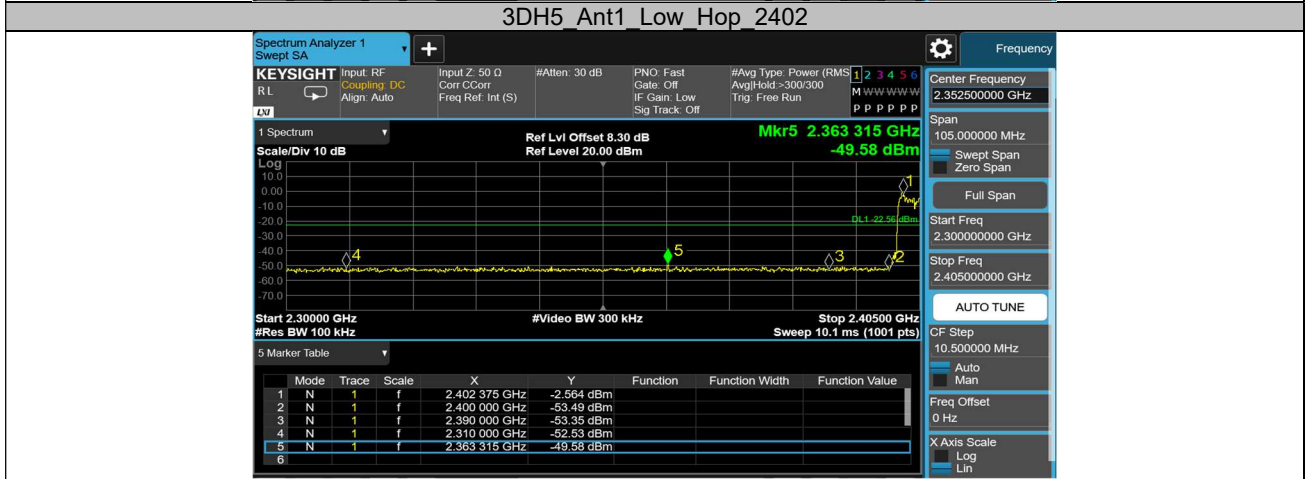 3DH5_Ant1_Low_Hop_2402
Spectrum Analyzer 1
Swept SA
+
Frequency
KEYSIGHT Input: RF Input Z: 50 Ω #Atten: 30 dB PNO: Fast #Avg Type: Power (RMS 1 2 3 4 5 6
R L Coupling: DC Corr CCorr Gate: Off Avg|Hold:>300/300 M W W W W W
Align: Auto Freq Ref: Int (S) IF Gain: Low Trig: Free Run
LXI Sig Track: Off P P P P P P
Center Frequency
2.352500000 GHz
Span
105.000000 MHz
Swept Span
Zero Span
Full Span
Start Freq
2.300000000 GHz
Stop Freq
2.405000000 GHz
AUTO TUNE
CF Step
10.500000 MHz
Auto
Man
Freq Offset
0 Hz
X Axis Scale
Log
Lin
1 Spectrum Ref Lvl Offset 8.30 dB Mkr5 2.363 315 GHz
Scale/Div 10 dB Ref Level 20.00 dBm -49.58 dBm
Log
10.0
0.00
-10.0
-20.0
-30.0
-40.0
-50.0
-60.0
-70.0
1
DL1 -22.56 dBm
4 5 3 2
Start 2.30000 GHz #Video BW 300 kHz Stop 2.40500 GHz
#Res BW 100 kHz Sweep 10.1 ms (1001 pts)
5 Marker Table
Mode Trace Scale X Y Function Function Width Function Value
1 N 1 f 2.402 375 GHz -2.564 dBm
2 N 1 f 2.400 000 GHz -53.49 dBm
3 N 1 f 2.390 000 GHz -53.35 dBm
4 N 1 f 2.310 000 GHz -52.53 dBm
5 N 1 f 2.363 315 GHz -49.58 dBm
6